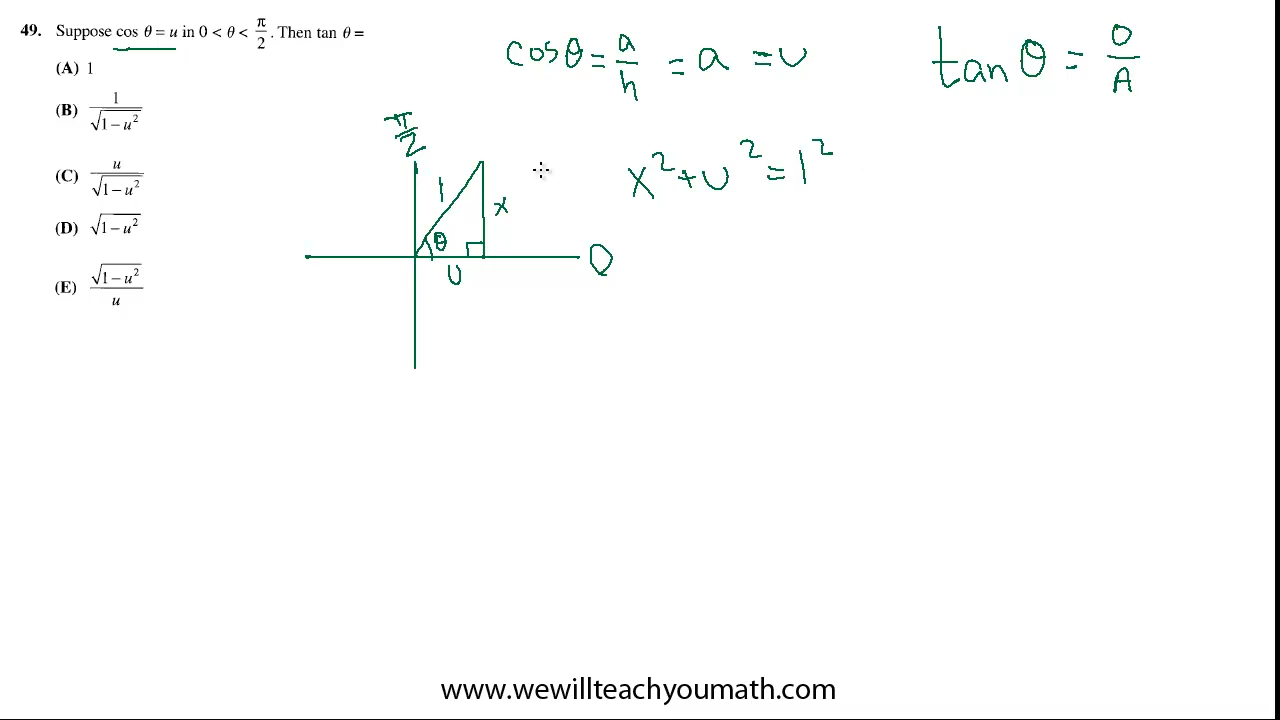 49. Suppose cos θ = u in 0 < θ < π/2. Then tan θ =
(A) 1
(B) 1/√(1 – u²)
(C) u/√(1 – u²)
(D) √(1 – u²)
(E) √(1 – u²)/u
cos θ = a/h = a = u
tan θ = O/A
x² + u² = 1²
π/2
1
x
θ
u
0
www.wewillteachyoumath.com